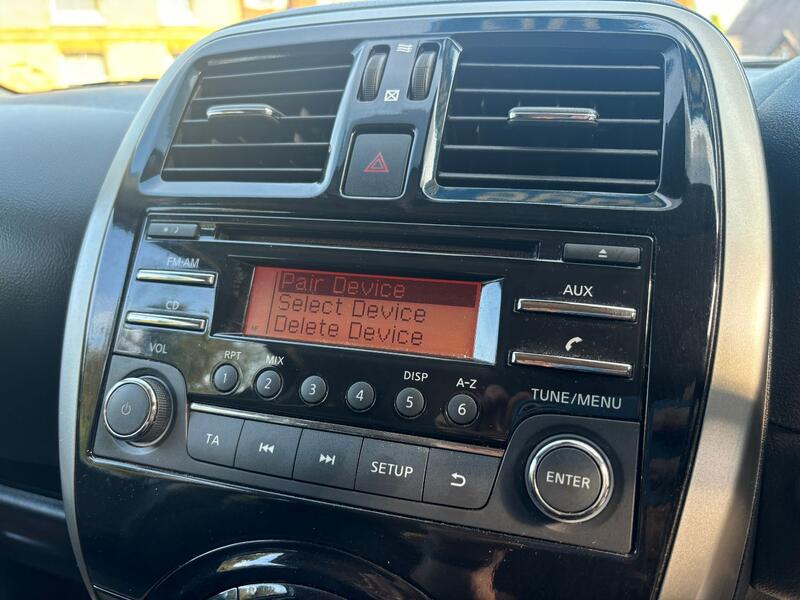 FM·AM
CD
VOL
Pair Device
Select Device
Delete Device
AUX
RPT
MIX
DISP
A-Z
TUNE/MENU
1
2
3
4
5
6
TA
SETUP
ENTER